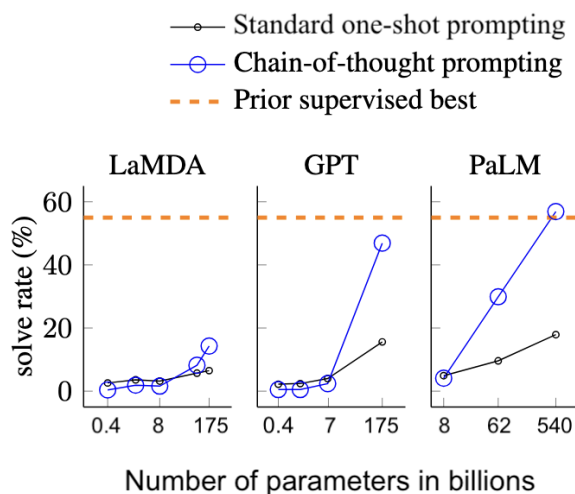 Standard one-shot prompting
Chain-of-thought prompting
Prior supervised best
LaMDA GPT PaLM
solve rate (%)
60
40
20
0
0.4 8 175 0.4 7 175 8 62 540
Number of parameters in billions